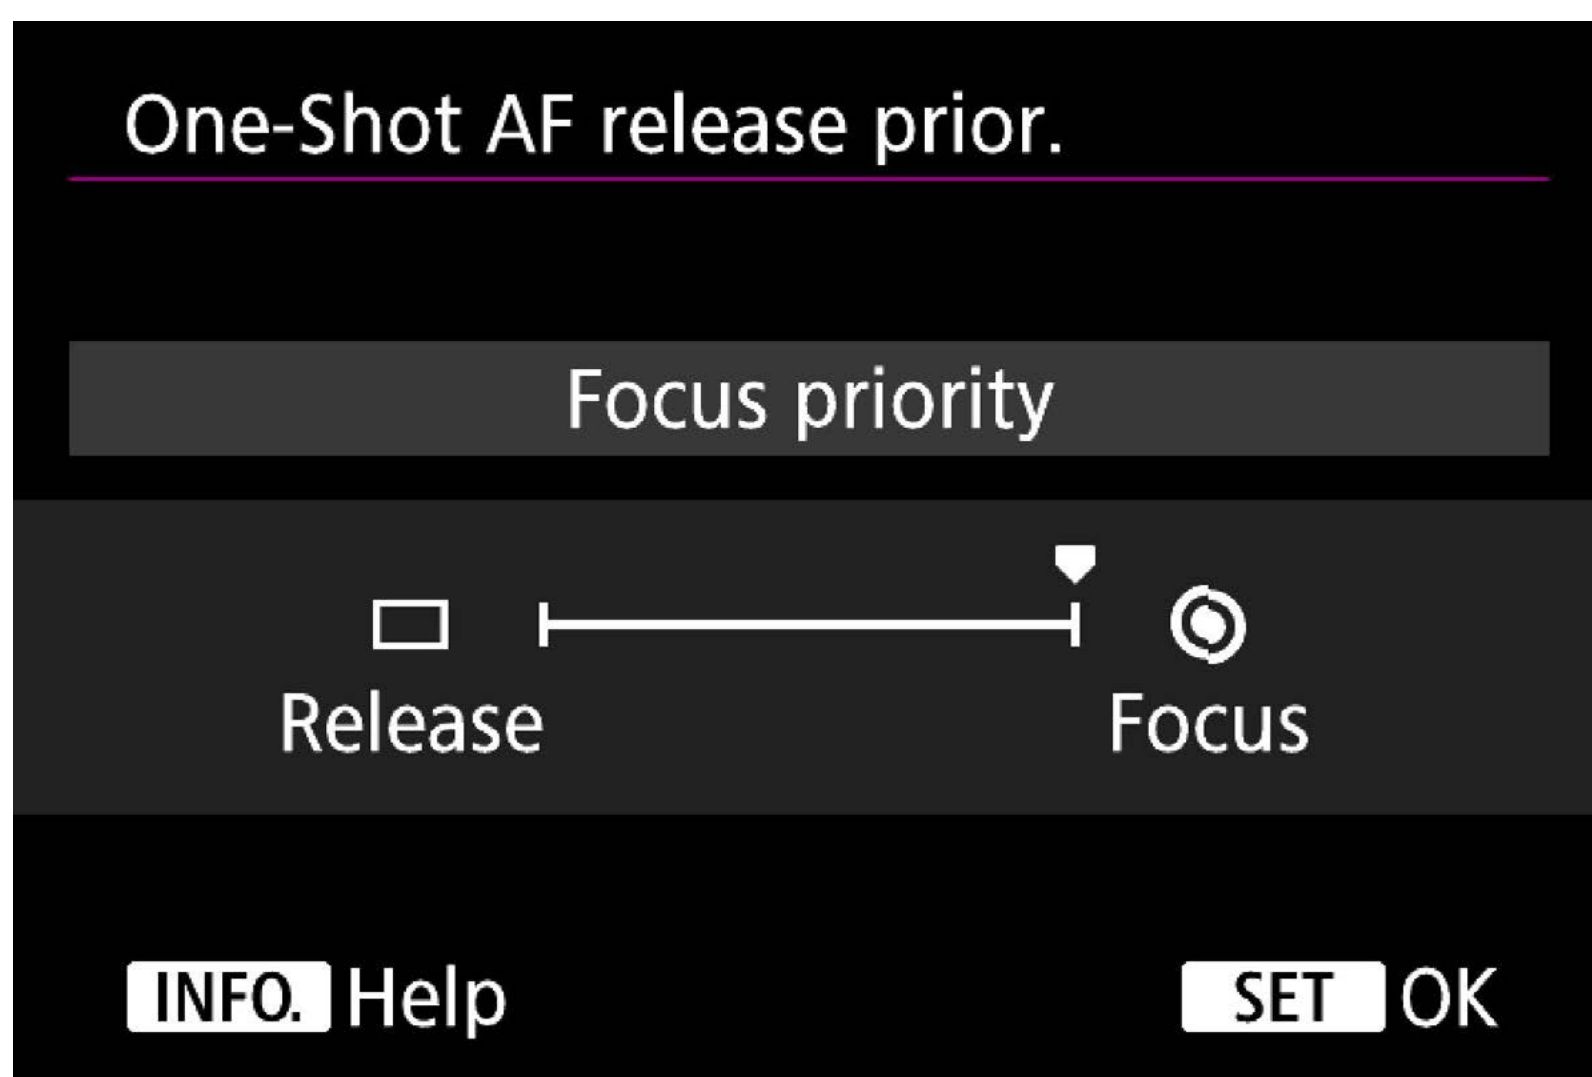 One-Shot AF release prior.
Focus priority
Release Focus
INFO. Help SET OK